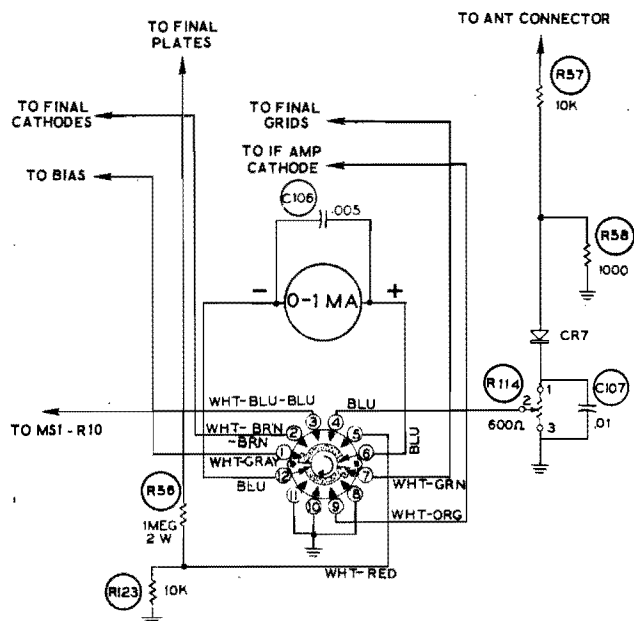 TO ANT CONNECTOR
TO FINAL
PLATES
R57
10K
TO FINAL
CATHODES
TO FINAL
GRIDS
TO IF AMP
CATHODE
TO BIAS
C106
.005
R58
1000
-
+
0-1 MA
CR7
WHT-BLU-BLU
BLU
R114
1
2
3
600Ω
C107
.01
TO MS1-R10
WHT-BRN
-BRN
WHT-GRAY
BLU
BLU
1
2
3
4
5
6
7
8
9
10
11
12
WHT-GRN
WHT-ORG
R56
1MEG
2 W
WHT-RED
R123
10K